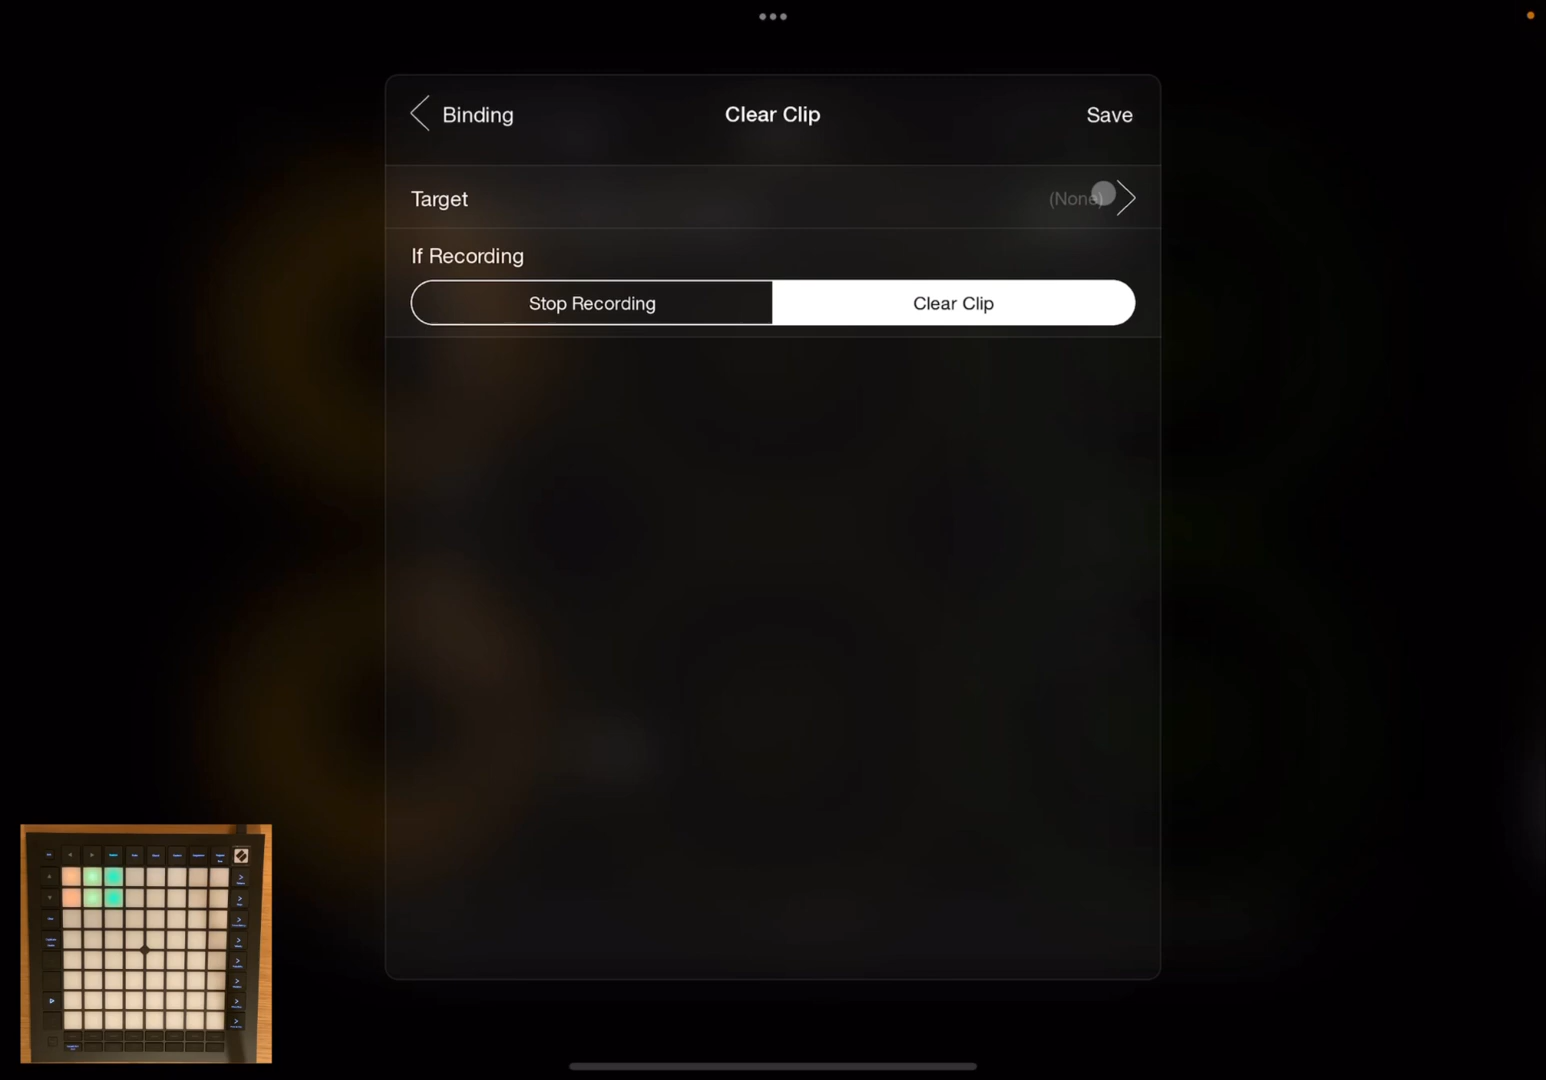 Binding
Clear Clip
Save
Target
(None)
If Recording
Stop Recording
Clear Clip